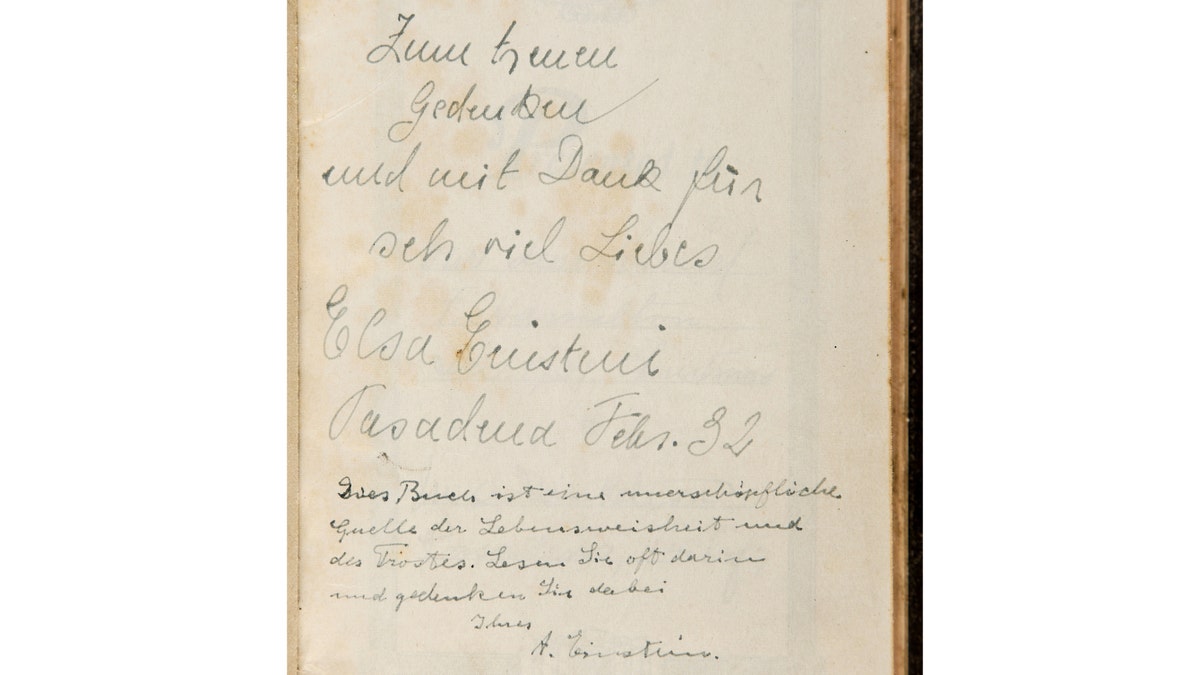 Zum treuen
Gedenken
und mit Dank für
sehr viel Liebes
Elsa Einstein
Pasadena Febr. 32
Dies Buch ist eine unerschöpfliche
Quelle der Lebensweisheit und
des Trostes. Lesen Sie oft darin
und gedenken Sie dabei
Ihres
A. Einstein.